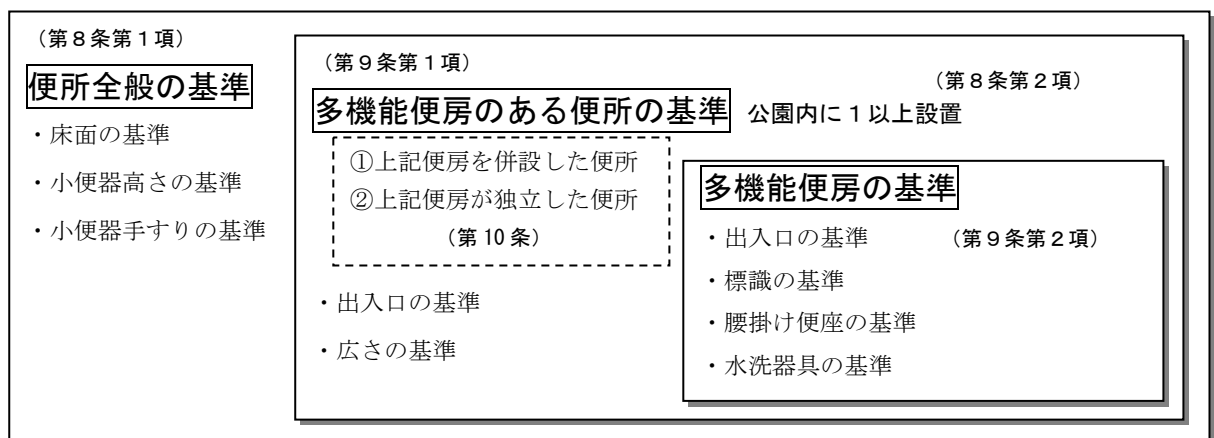 （第８条第１項）
便所全般の基準
・床面の基準
・小便器高さの基準
・小便器手すりの基準
（第９条第１項）
（第８条第２項）
多機能便房のある便所の基準 公園内に１以上設置
①上記便房を併設した便所
②上記便房が独立した便所
（第 10 条）
・出入口の基準
・広さの基準
多機能便房の基準
・出入口の基準 （第９条第２項）
・標識の基準
・腰掛け便座の基準
・水洗器具の基準